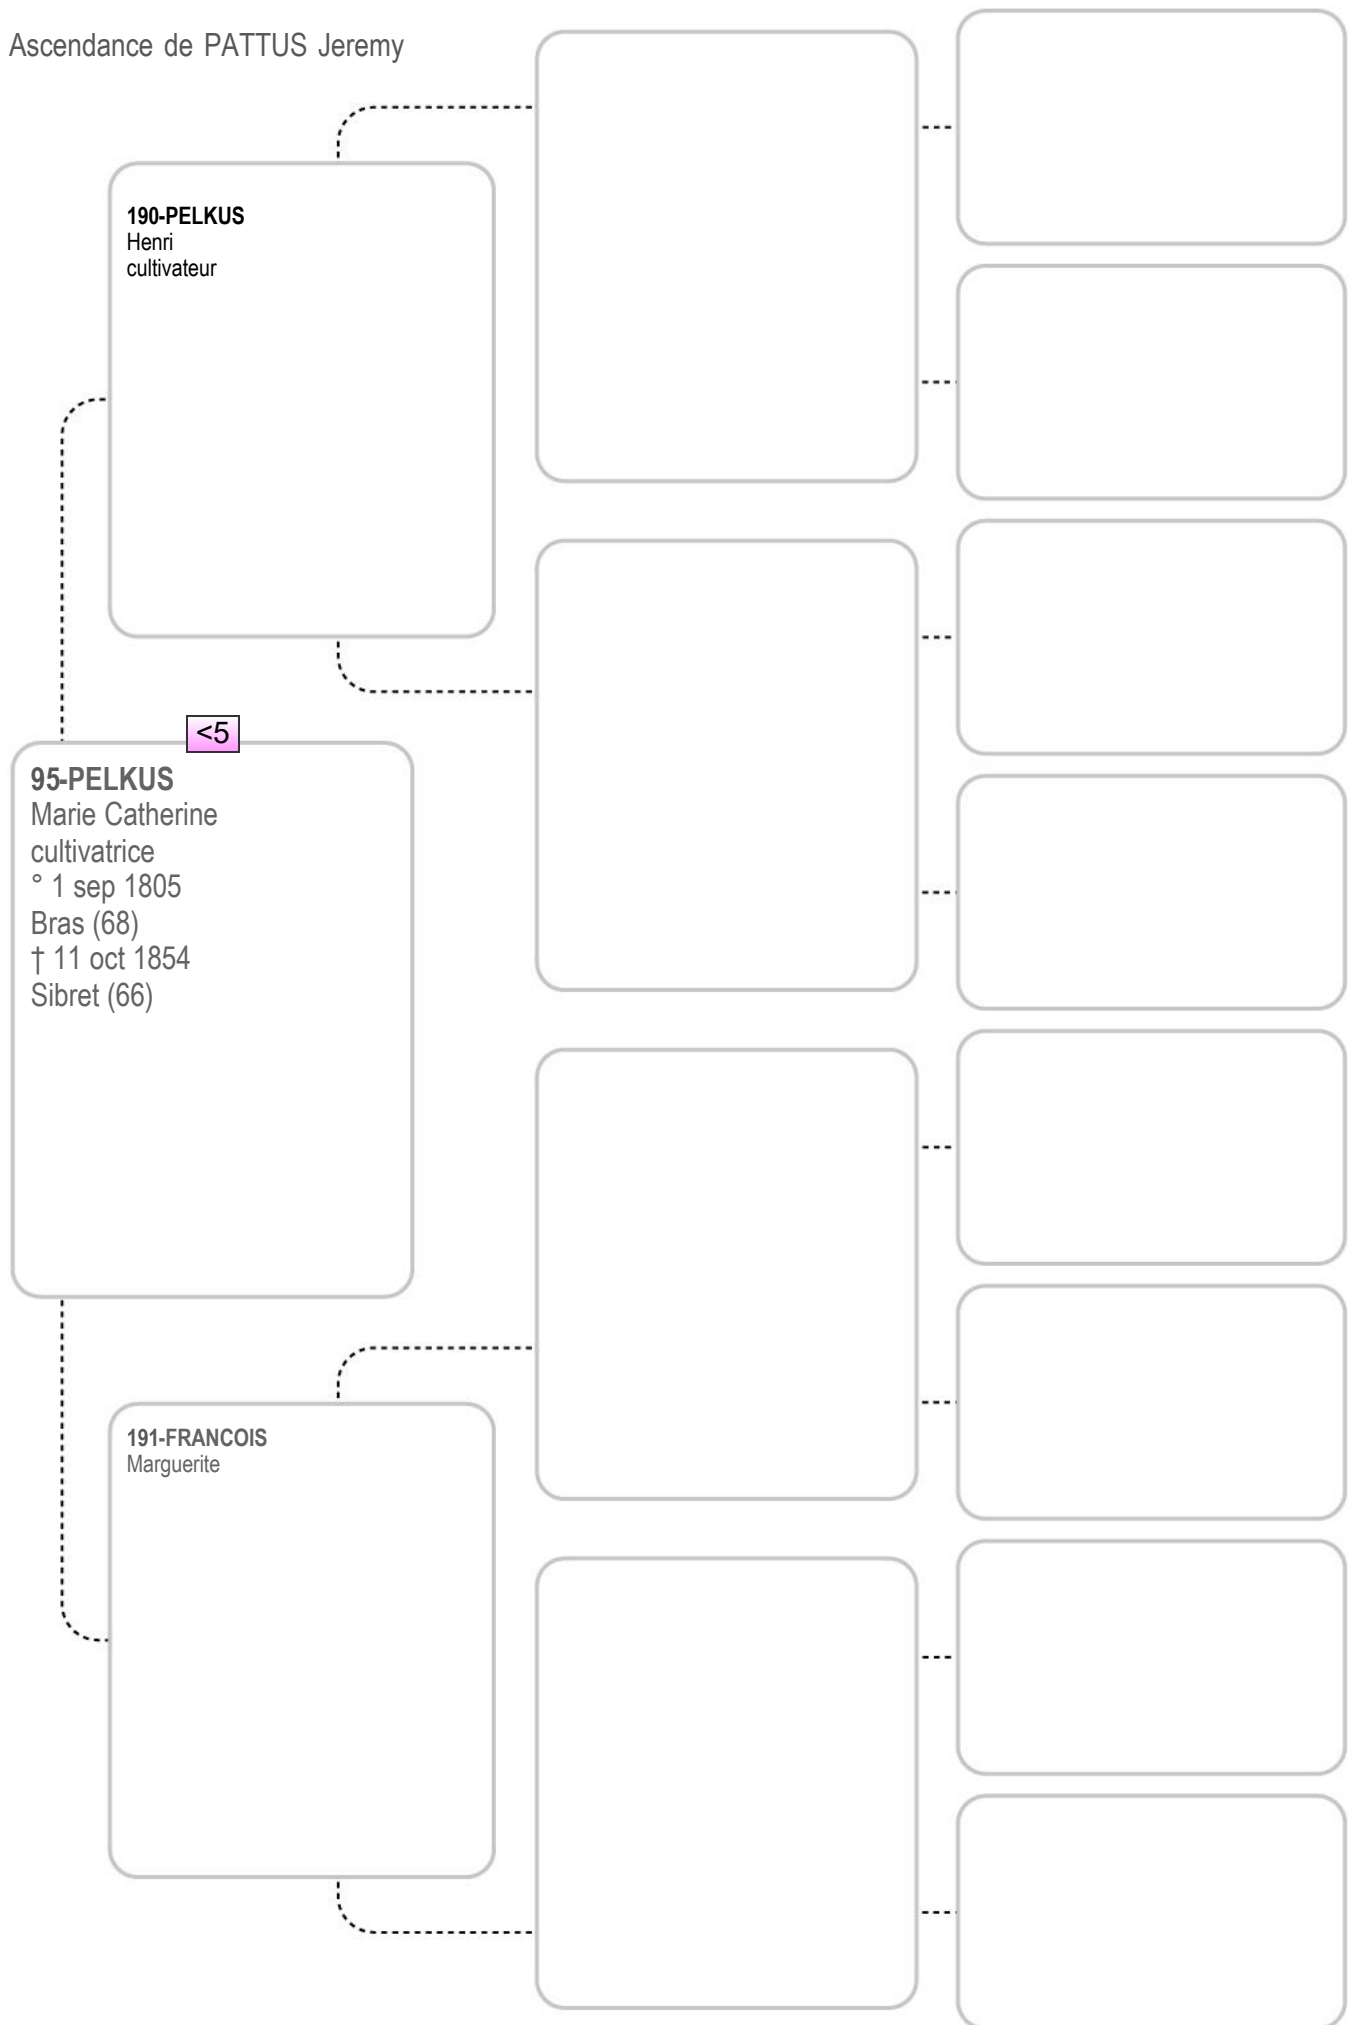 Ascendance de PATTUS Jeremy
190-PELKUS
Henri
cultivateur
<5
95-PELKUS
Marie Catherine
cultivatrice
° 1 sep 1805
Bras (68)
† 11 oct 1854
Sibret (66)
191-FRANCOIS
Marguerite